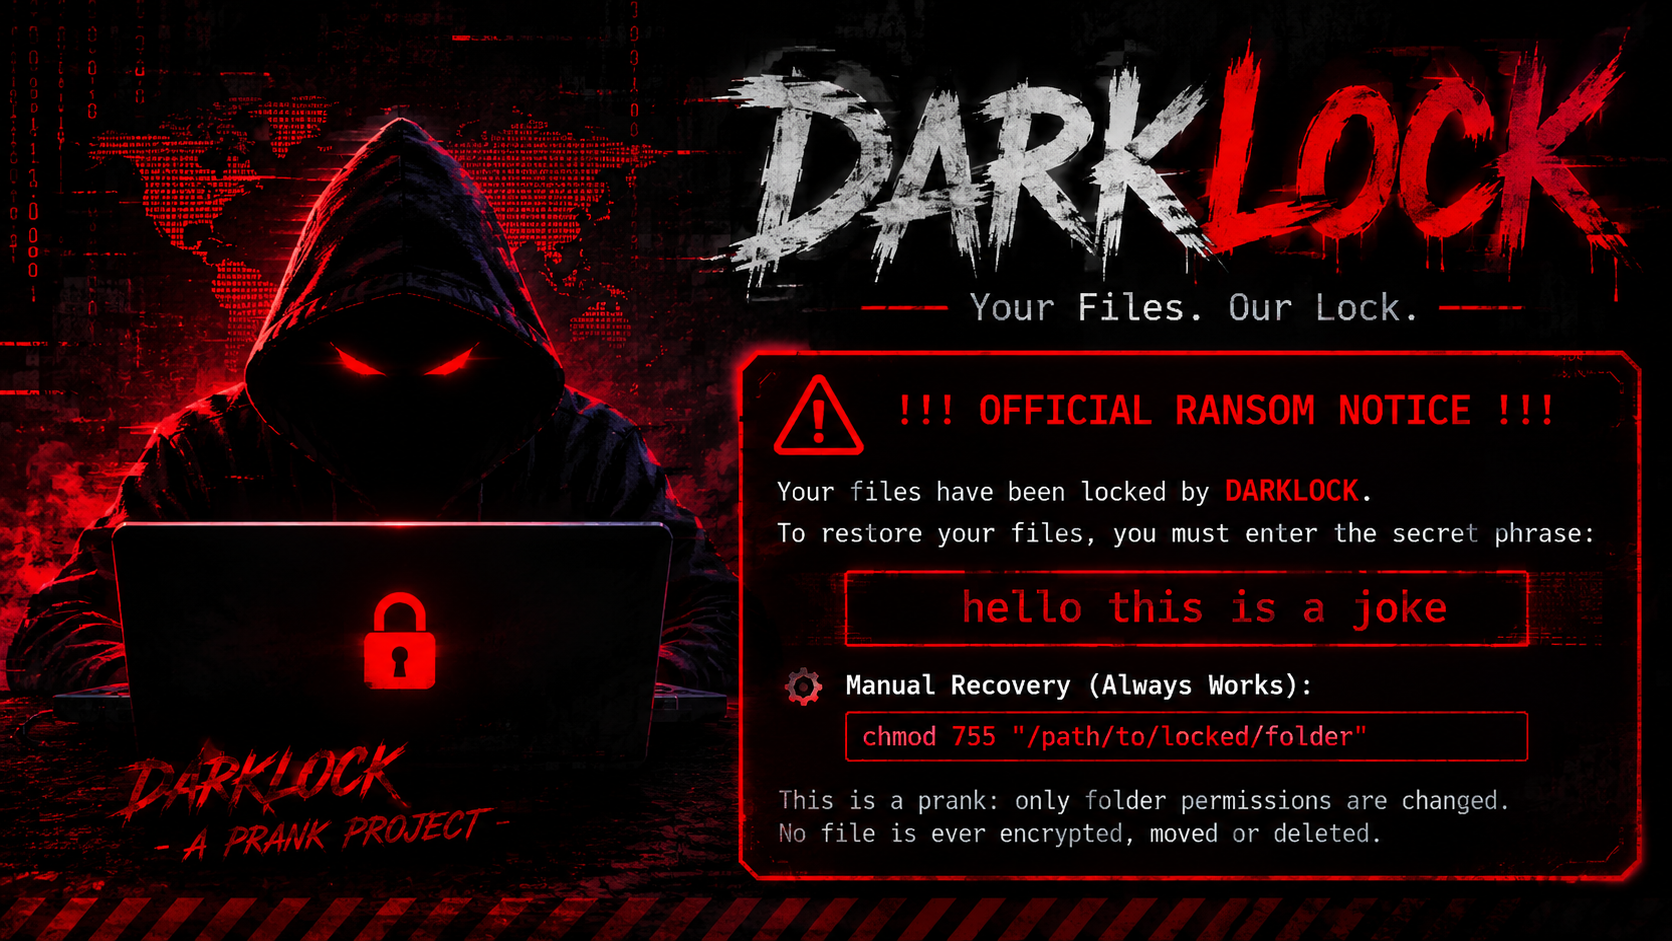 DARKLOCK
Your Files. Our Lock.
!!! OFFICIAL RANSOM NOTICE !!!
Your files have been locked by DARKLOCK.
To restore your files, you must enter the secret phrase:
hello this is a joke
Manual Recovery (Always Works):
chmod 755 "/path/to/locked/folder"
This is a prank: only folder permissions are changed.
No file is ever encrypted, moved or deleted.
DARKLOCK
- A PRANK PROJECT -